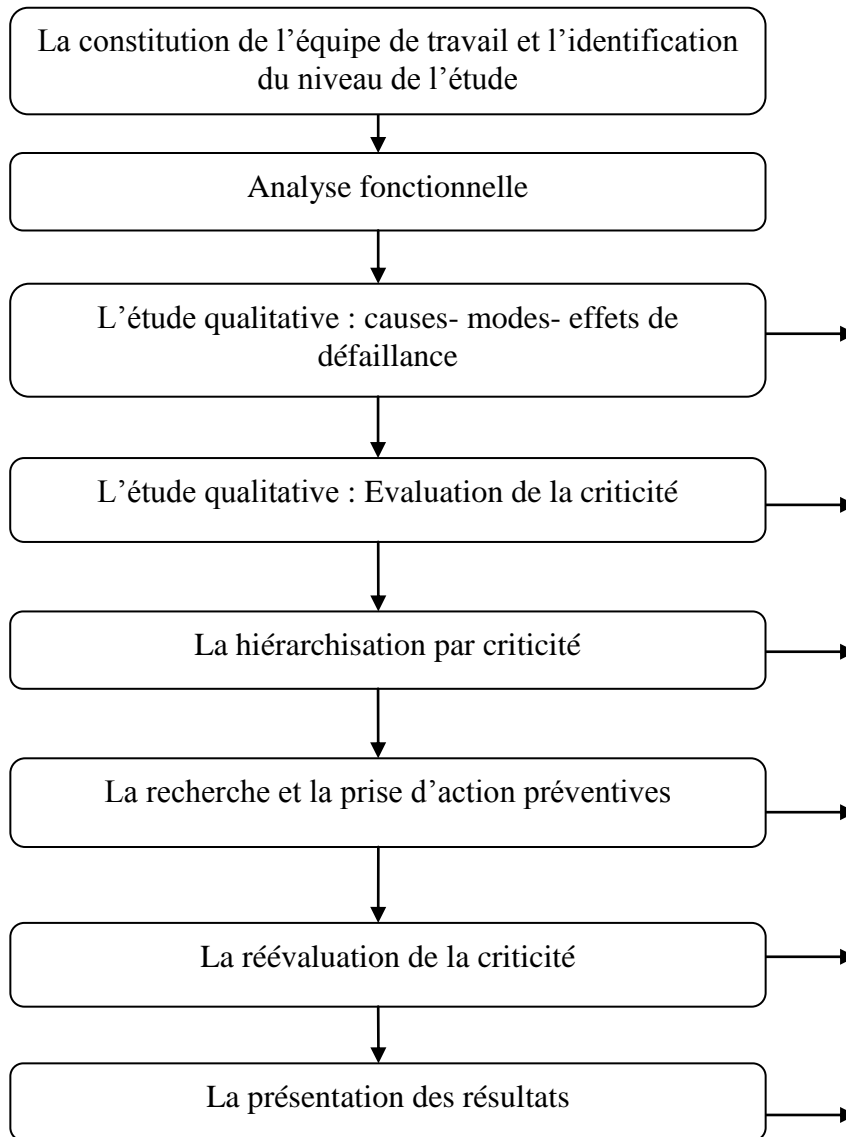 La constitution de l’équipe de travail et l’identification
du niveau de l’étude
Analyse fonctionnelle
L’étude qualitative : causes- modes- effets de
défaillance
L’étude qualitative : Evaluation de la criticité
La hiérarchisation par criticité
La recherche et la prise d’action préventives
La réévaluation de la criticité
La présentation des résultats